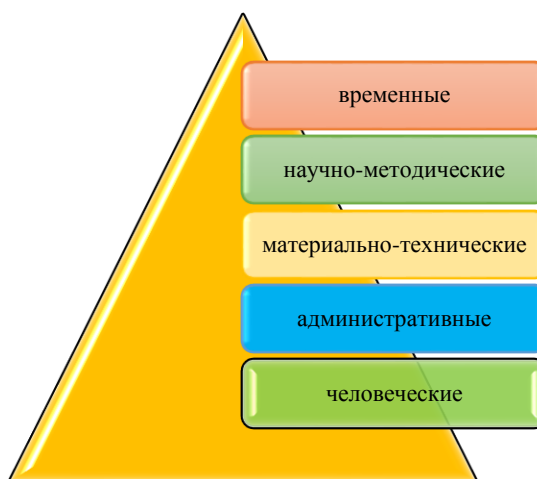 временные
научно-методические
материально-технические
административные
человеческие